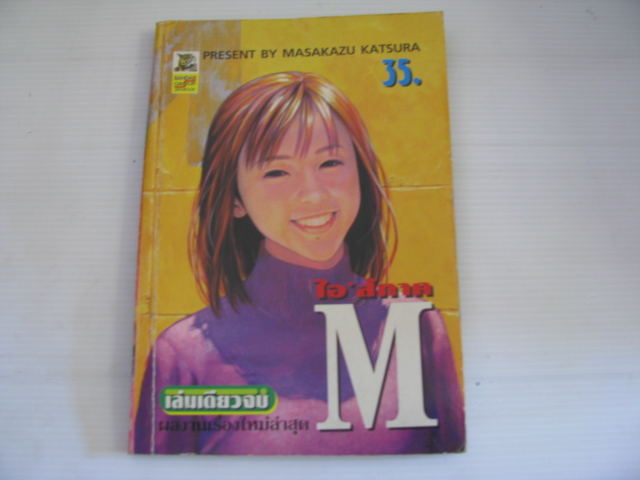 PRESENT BY MASAKAZU KATSURA
35.
ไอ"ส์ภาค
M
เล่มเดียวจบ
ผลงานเรื่องใหม่ล่าสุด